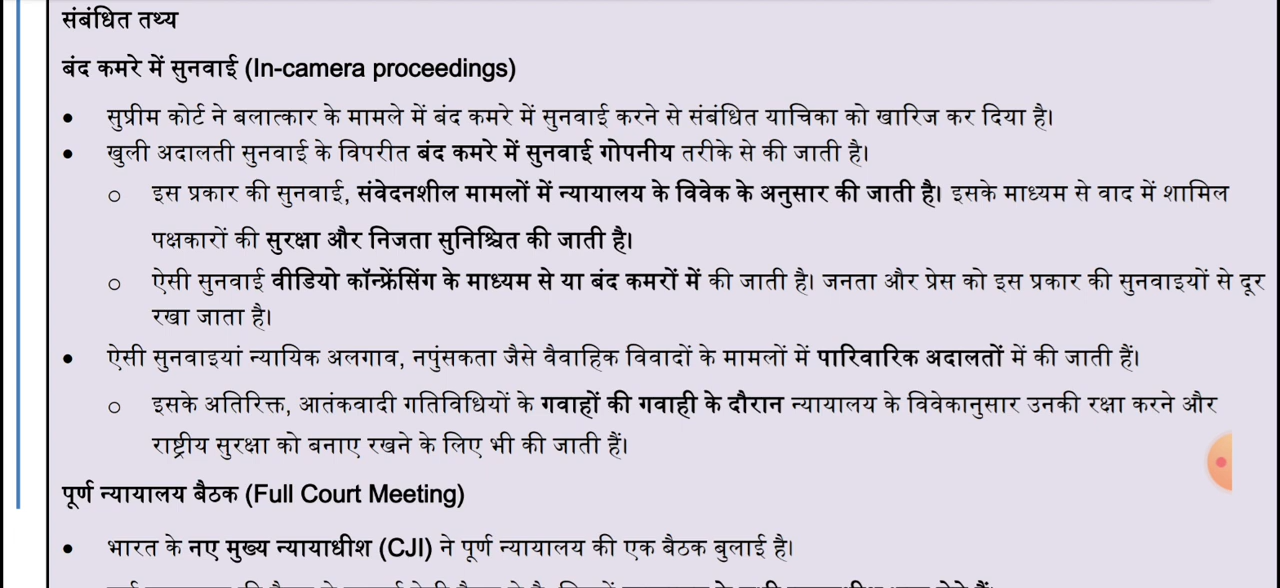 संबंधित तथ्य
बंद कमरे में सुनवाई (In-camera proceedings)
• सुप्रीम कोर्ट ने बलात्कार के मामले में बंद कमरे में सुनवाई करने से संबंधित याचिका को खारिज कर दिया है।
• खुली अदालती सुनवाई के विपरीत बंद कमरे में सुनवाई गोपनीय तरीके से की जाती है।
o इस प्रकार की सुनवाई, संवेदनशील मामलों में न्यायालय के विवेक के अनुसार की जाती है। इसके माध्यम से वाद में शामिल
पक्षकारों की सुरक्षा और निजता सुनिश्चित की जाती है।
o ऐसी सुनवाई वीडियो कॉन्फ्रेंसिंग के माध्यम से या बंद कमरों में की जाती है। जनता और प्रेस को इस प्रकार की सुनवाइयों से दूर
रखा जाता है।
• ऐसी सुनवाइयां न्यायिक अलगाव, नपुंसकता जैसे वैवाहिक विवादों के मामलों में पारिवारिक अदालतों में की जाती हैं।
o इसके अतिरिक्त, आतंकवादी गतिविधियों के गवाहों की गवाही के दौरान न्यायालय के विवेकानुसार उनकी रक्षा करने और
राष्ट्रीय सुरक्षा को बनाए रखने के लिए भी की जाती हैं।
पूर्ण न्यायालय बैठक (Full Court Meeting)
• भारत के नए मुख्य न्यायाधीश (CJI) ने पूर्ण न्यायालय की एक बैठक बुलाई है।